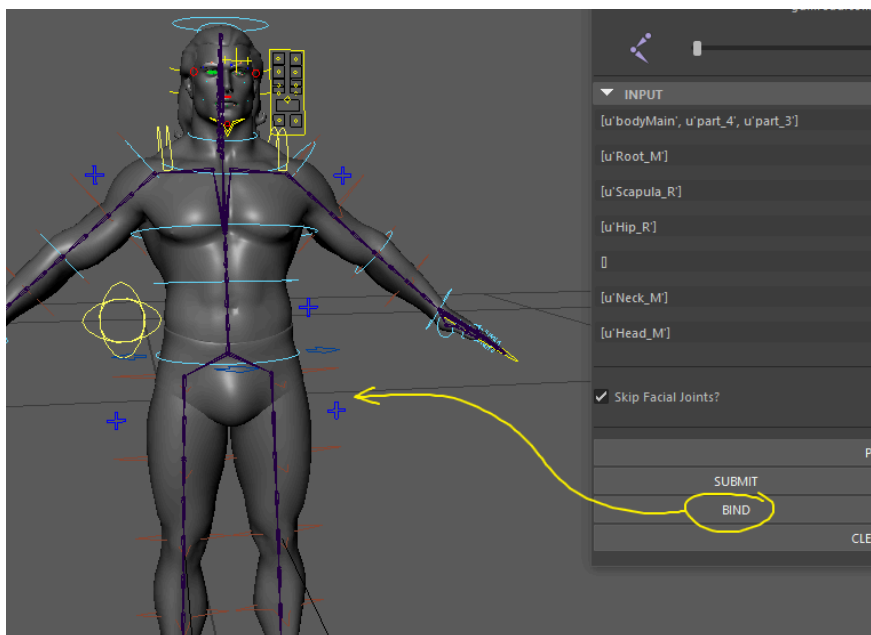 INPUT
[u'bodyMain', u'part_4', u'part_3']
[u'Root_M']
[u'Scapula_R']
[u'Hip_R']
[]
[u'Neck_M']
[u'Head_M']
Skip Facial Joints?
SUBMIT
BIND